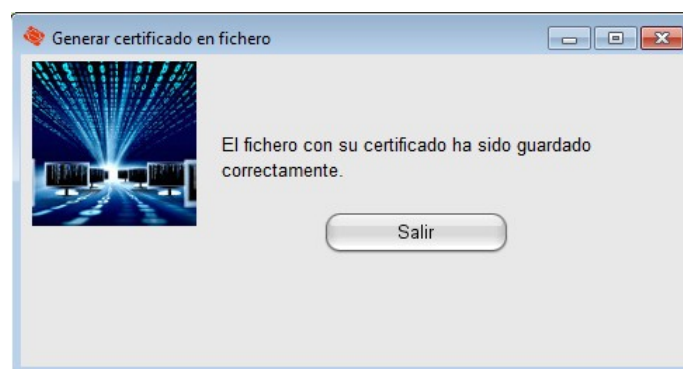 Generar certificado en fichero
El fichero con su certificado ha sido guardado
correctamente.
Salir